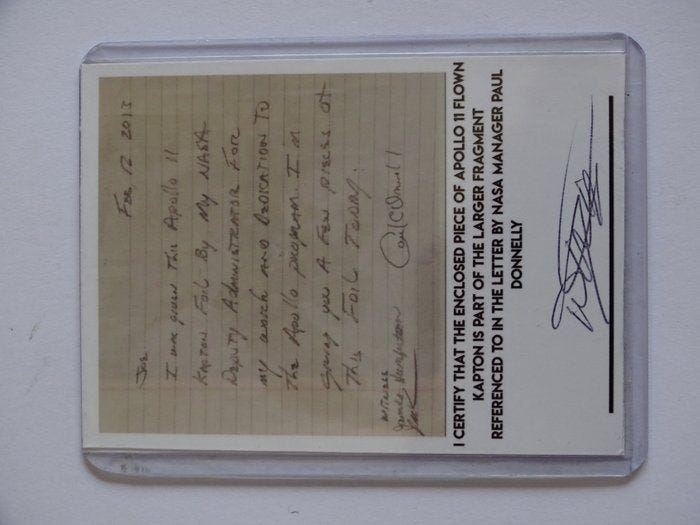 Feb 12 2013
Joe
I was given this Apollo 11
Kapton Foil By My NASA
Deputy Administrator For
my work and Dedication To
The Apollo program. I'm
giving you A Few pieces of
This Foil Today.
WITNESS
I CERTIFY THAT THE ENCLOSED PIECE OF APOLLO 11 FLOWN
KAPTON IS PART OF THE LARGER FRAGMENT
REFERENCED TO IN THE LETTER BY NASA MANAGER PAUL
DONNELLY